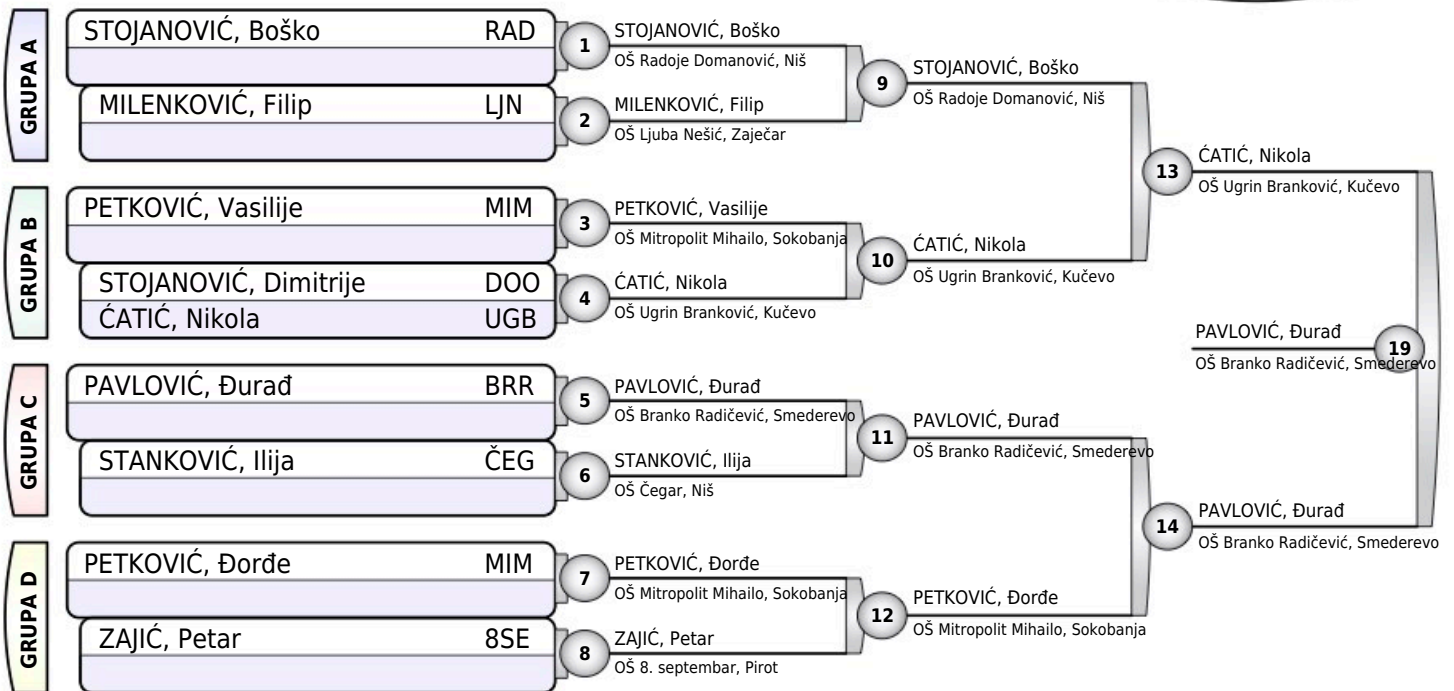 GRUPA A
STOJANOVIĆ, Boško RAD
MILENKOVIĆ, Filip LJN
GRUPA B
PETKOVIĆ, Vasilije MIM
STOJANOVIĆ, Dimitrije DOO
ĆATIĆ, Nikola UGB
GRUPA C
PAVLOVIĆ, Đurađ BRR
STANKOVIĆ, Ilija ČEG
GRUPA D
PETKOVIĆ, Đorđe MIM
ZAJIĆ, Petar 8SE
1
STOJANOVIĆ, Boško
OŠ Radoje Domanović, Niš
2
MILENKOVIĆ, Filip
OŠ Ljuba Nešić, Zaječar
3
PETKOVIĆ, Vasilije
OŠ Mitropolit Mihailo, Sokobanja
4
ĆATIĆ, Nikola
OŠ Ugrin Branković, Kučevo
5
PAVLOVIĆ, Đurađ
OŠ Branko Radičević, Smederevo
6
STANKOVIĆ, Ilija
OŠ Čegar, Niš
7
PETKOVIĆ, Đorđe
OŠ Mitropolit Mihailo, Sokobanja
8
ZAJIĆ, Petar
OŠ 8. septembar, Pirot
9
STOJANOVIĆ, Boško
OŠ Radoje Domanović, Niš
10
ĆATIĆ, Nikola
OŠ Ugrin Branković, Kučevo
11
PAVLOVIĆ, Đurađ
OŠ Branko Radičević, Smederevo
12
PETKOVIĆ, Đorđe
OŠ Mitropolit Mihailo, Sokobanja
13
ĆATIĆ, Nikola
OŠ Ugrin Branković, Kučevo
14
PAVLOVIĆ, Đurađ
OŠ Branko Radičević, Smederevo
19
PAVLOVIĆ, Đurađ
OŠ Branko Radičević, Smederevo